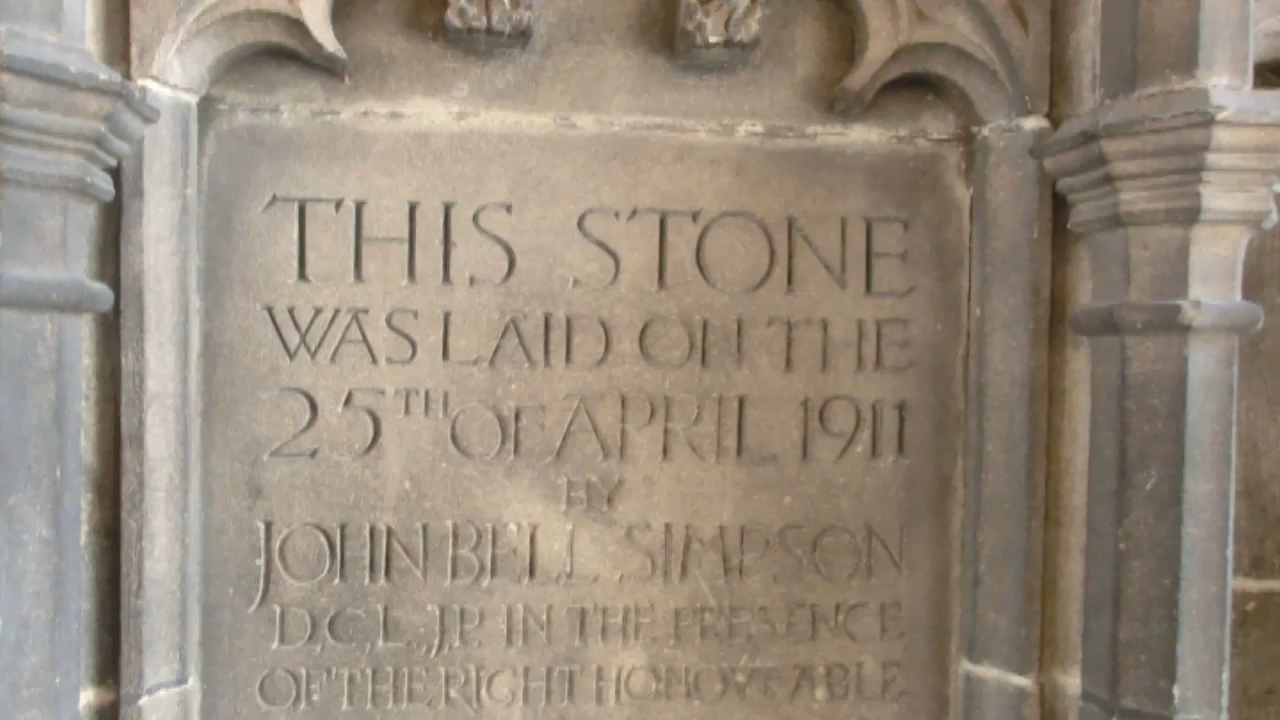 THIS STONE
WAS LAID ON THE
25TH OF APRIL 1911
BY
JOHN BELL SIMPSON
D.C.L. J.P. IN THE PRESENCE
OF THE RIGHT HONOVRABLE